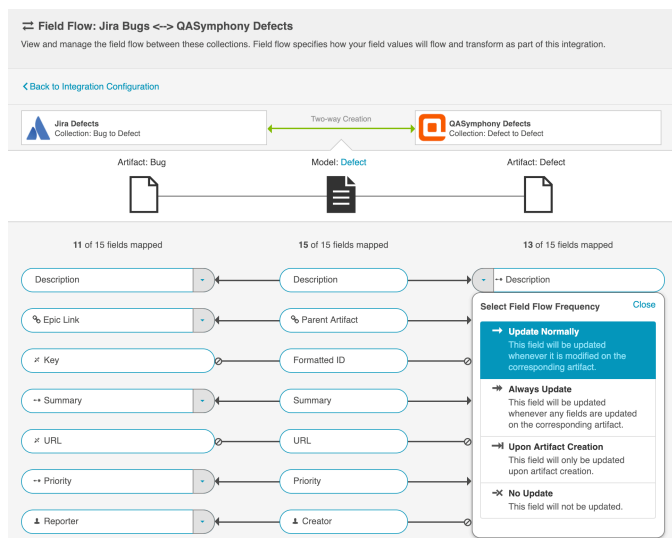 Field Flow: Jira Bugs <--> QASymphony Defects
View and manage the field flow between these collections. Field flow specifies how your field values will flow and transform as part of this integration.
Back to Integration Configuration
Jira Defects
Collection: Bug to Defect
Two-way Creation
QASymphony Defects
Collection: Defect to Defect
Artifact: Bug
Model: Defect
Artifact: Defect
11 of 15 fields mapped
15 of 15 fields mapped
13 of 15 fields mapped
Description
Description
Description
Select Field Flow Frequency
Close
Update Normally
This field will be updated
whenever it is modified on the
corresponding artifact.
Always Update
This field will be updated
whenever any fields are updated
on the corresponding artifact.
Upon Artifact Creation
This field will only be updated
upon artifact creation.
No Update
This field will not be updated.
Epic Link
Parent Artifact
Key
Formatted ID
Summary
Summary
URL
URL
Priority
Priority
Reporter
Creator